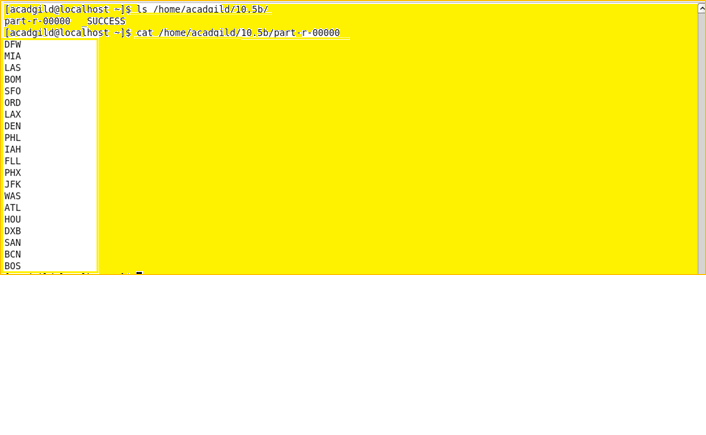 [acadgild@localhost ~]$ ls /home/acadgild/10.5b/
part-r-00000  _SUCCESS
[acadgild@localhost ~]$ cat /home/acadgild/10.5b/part-r-00000
DFW
MIA
LAS
BOM
SFO
ORD
LAX
DEN
PHL
IAH
FLL
PHX
JFK
WAS
ATL
HOU
DXB
SAN
BCN
BOS